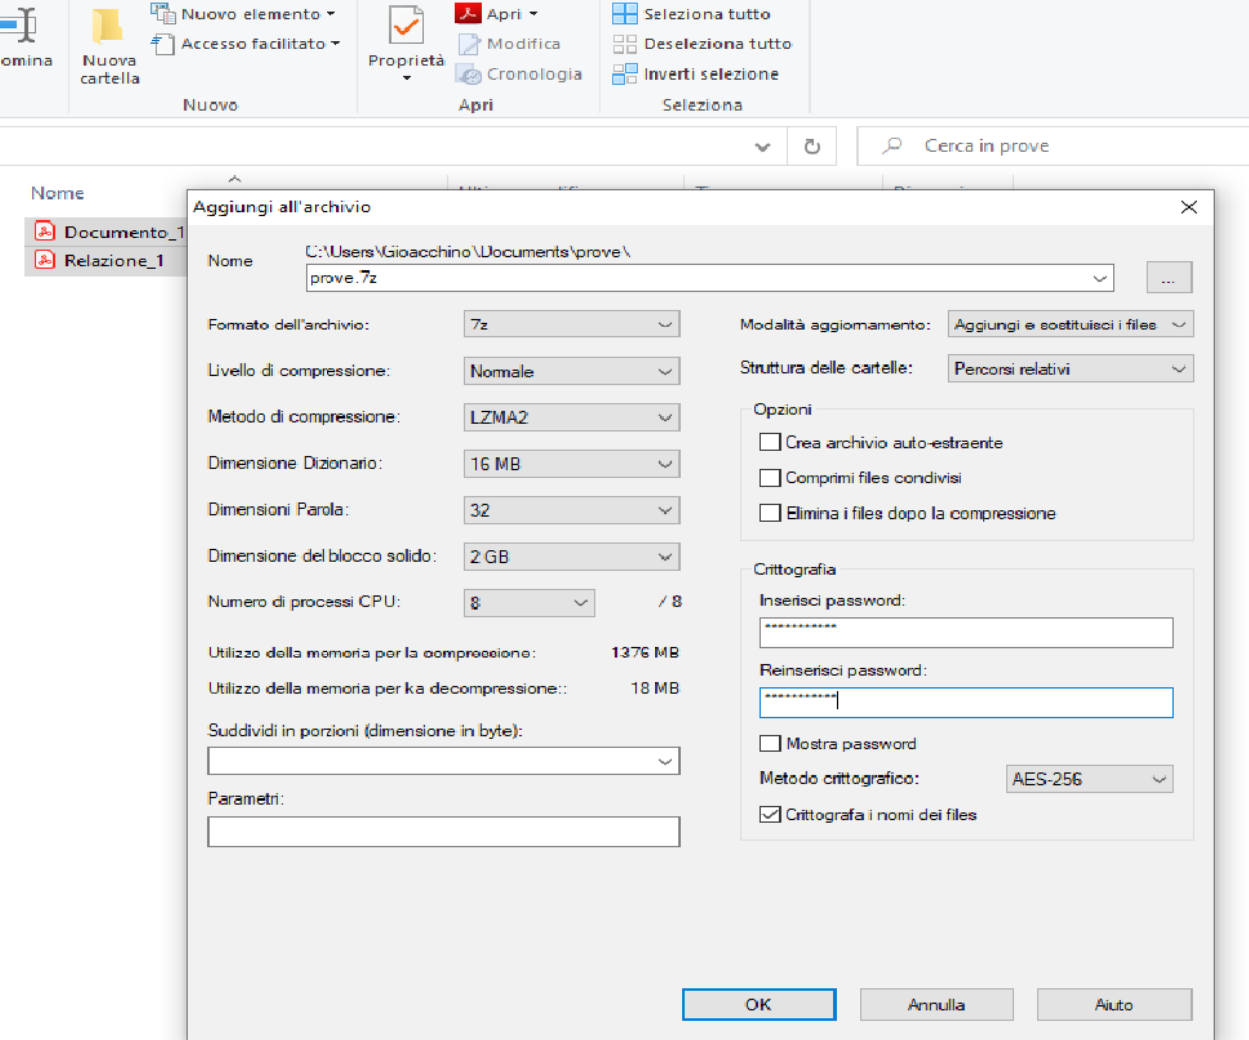 Nuovo elemento
Accesso facilitato
omina
Nuova
cartella
Nuovo
Proprietà
Apri
Modifica
Cronologia
Apri
Seleziona tutto
Deseleziona tutto
Inverti selezione
Seleziona
Cerca in prove
Nome
Documento_1
Relazione_1
Aggiungi all'archivio
Nome
C:\Users\Gioacchino\Documents\prove\
prove.7z
...
Formato dell'archivio: 7z
Livello di compressione: Normale
Metodo di compressione: LZMA2
Dimensione Dizionario: 16 MB
Dimensioni Parola: 32
Dimensione del blocco solido: 2 GB
Numero di processi CPU: 8 / 8
Utilizzo della memoria per la compressione: 1376 MB
Utilizzo della memoria per ka decompressione:: 18 MB
Suddividi in porzioni (dimensione in byte):
Parametri:
Modalità aggiornamento: Aggiungi e sostituisci i files
Struttura delle cartelle: Percorsi relativi
Opzioni
Crea archivio auto-estraente
Comprimi files condivisi
Elimina i files dopo la compressione
Crittografia
Inserisci password:
***********
Reinserisci password:
***********
Mostra password
Metodo crittografico: AES-256
Crittografa i nomi dei files
OK
Annulla
Aiuto